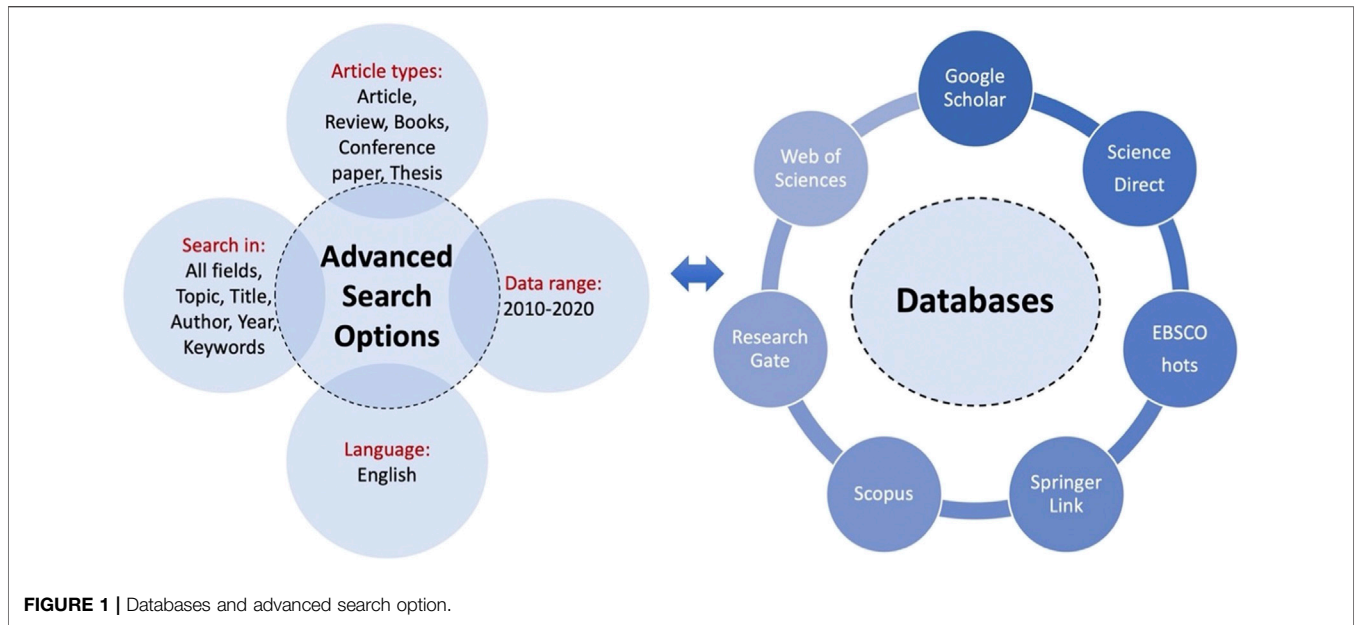 Article types:
Article,
Review, Books,
Conference
paper, Thesis
Search in:
All fields,
Topic, Title,
Author, Year,
Keywords
Advanced
Search
Options
Data range:
2010-2020
Language:
English
Google
Scholar
Science
Direct
EBSCO
hots
Springer
Link
Scopus
Research
Gate
Web of
Sciences
Databases
FIGURE 1 | Databases and advanced search option.